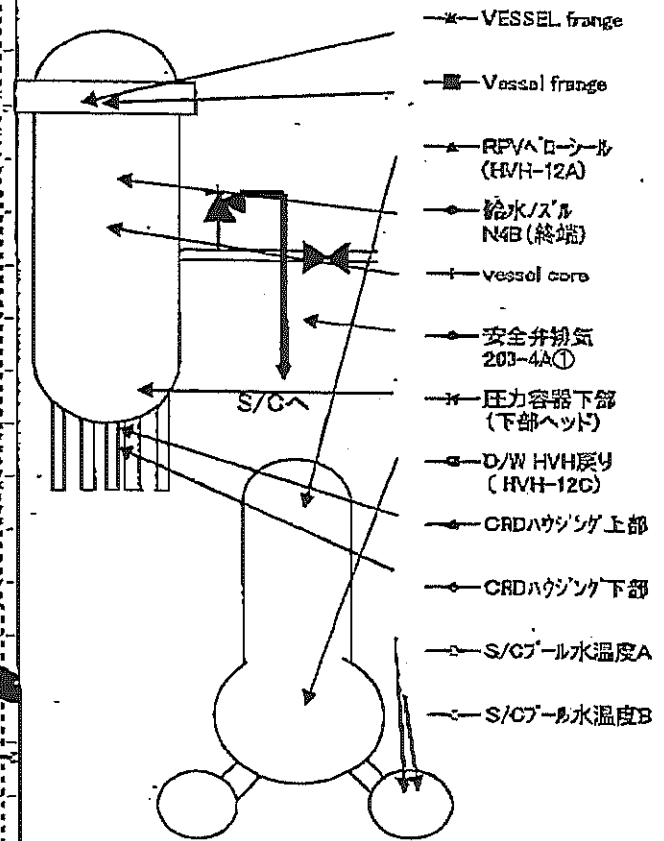 VESSEL frange
Vessel frange
RPVベローシール
(HVH-12A)
給水ノズル
N4B(終端)
vessel core
安全弁排気
203-4A①
圧力容器下部
(下部ヘッド)
D/W HVH戻り
(HVH-12C)
CRDハウジング上部
CRDハウジング下部
S/Cプール水温度A
S/Cプール水温度B
S/Cへ